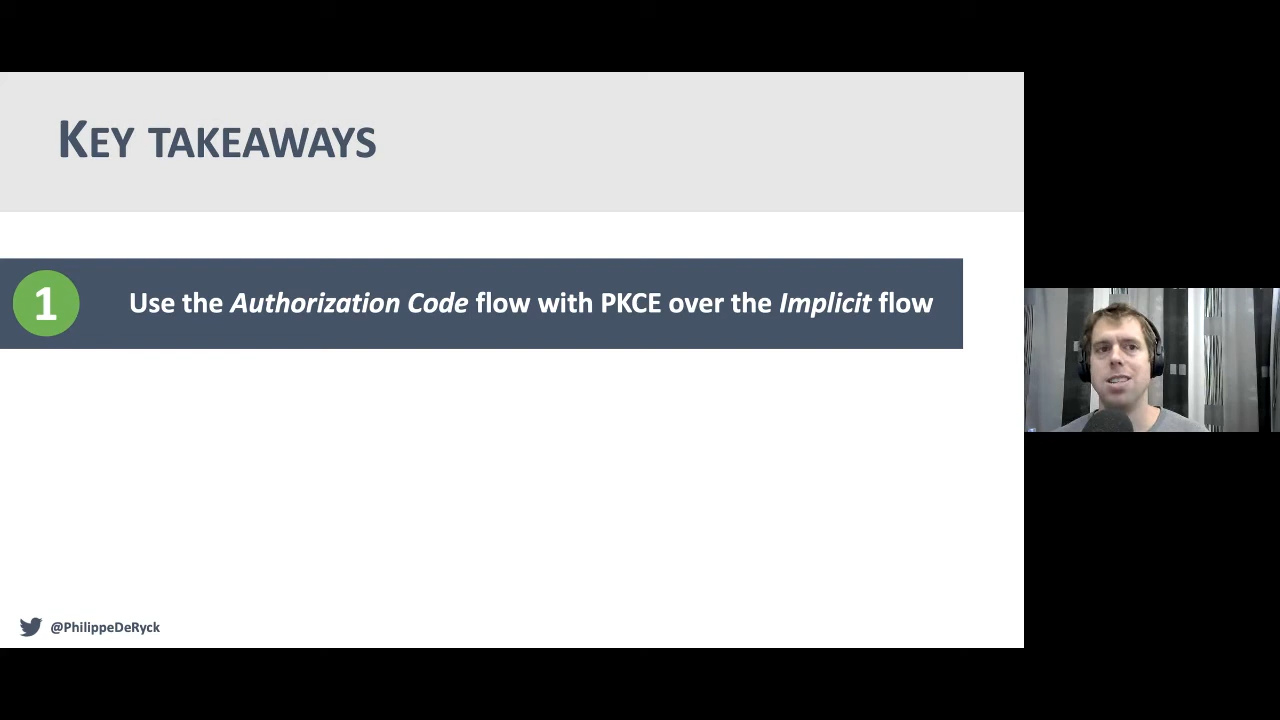 KEY TAKEAWAYS
1
Use the Authorization Code flow with PKCE over the Implicit flow
@PhilippeDeRyck